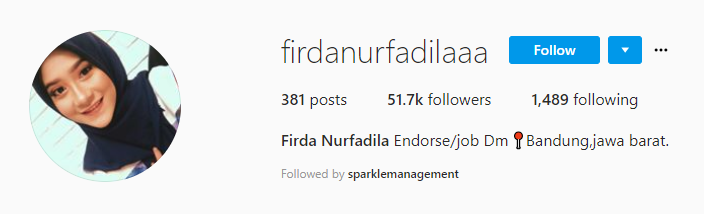 firdanurfadilaaa Follow
381 posts 51.7k followers 1,489 following
Firda Nurfadila Endorse/job Dm📍Bandung,jawa barat.
Followed by sparklemanagement